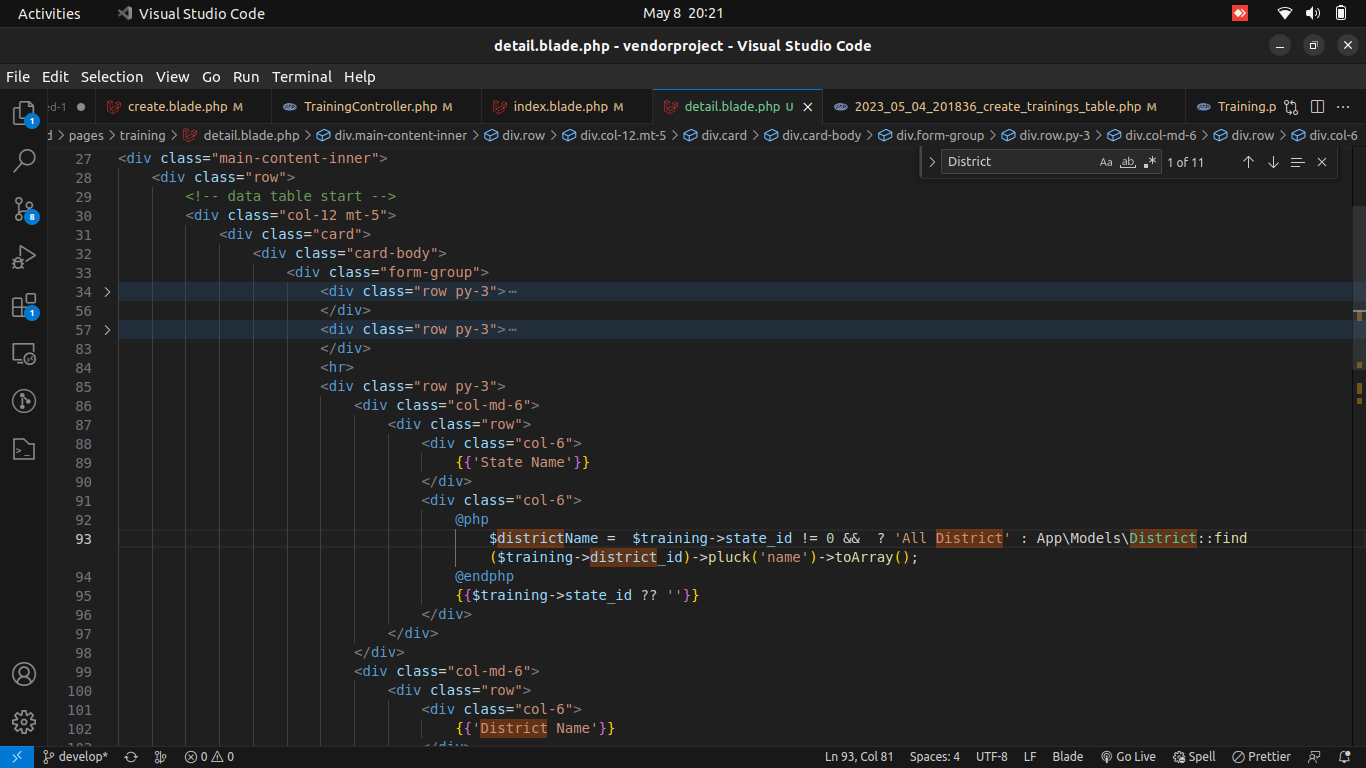 Activities Visual Studio Code May 8 20:21
detail.blade.php - vendorproject - Visual Studio Code
File Edit Selection View Go Run Terminal Help
ed-1 create.blade.php M TrainingController.php M index.blade.php M detail.blade.php U 2023_05_04_201836_create_trainings_table.php M Training.p
d > pages > training > detail.blade.php > div.main-content-inner > div.row > div.col-12.mt-5 > div.card > div.card-body > div.form-group > div.row.py-3 > div.col-md-6 > div.row > div.col-6
District Aa ab .* 1 of 11
27 <div class="main-content-inner">
28 <div class="row">
29 <!-- data table start -->
30 <div class="col-12 mt-5">
31 <div class="card">
32 <div class="card-body">
33 <div class="form-group">
34 <div class="row py-3">⋯
56 </div>
57 <div class="row py-3">⋯
83 </div>
84 <hr>
85 <div class="row py-3">
86 <div class="col-md-6">
87 <div class="row">
88 <div class="col-6">
89 {{'State Name'}}
90 </div>
91 <div class="col-6">
92 @php
93 $districtName =  $training->state_id != 0 &&  ? 'All District' : App\Models\District::find
($training->district_id)->pluck('name')->toArray();
94 @endphp
95 {{$training->state_id ?? ''}}
96 </div>
97 </div>
98 </div>
99 <div class="col-md-6">
100 <div class="row">
101 <div class="col-6">
102 {{'District Name'}}
103 </div>
1
8
1
develop* 0 0 Ln 93, Col 81 Spaces: 4 UTF-8 LF Blade Go Live Spell Prettier